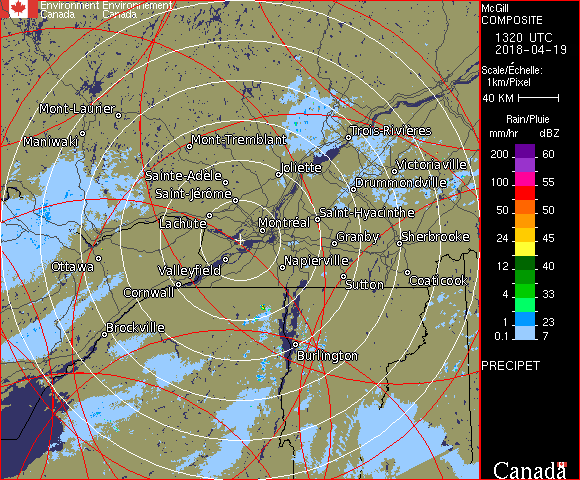 Environment Environnement
Canada Canada
McGill
COMPOSITE
1320 UTC
2018-04-19
Scale/Échelle:
1km/Pixel
40 KM
Rain/Pluie
mm/hr dBZ
200 60
100 55
50 50
24 45
12 40
4 33
1 23
0.1 7
PRECIPET
Canada
Mont-Laurier
Maniwaki
Mont-Tremblant
Trois-Rivières
Joliette
Victoriaville
Sainte-Adèle
Drummondville
Saint-Jérôme
Lachute
Saint-Hyacinthe
Montréal
Granby
Sherbrooke
Ottawa
Valleyfield
Napierville
Cornwall
Sutton
Coaticook
Brockville
Burlington